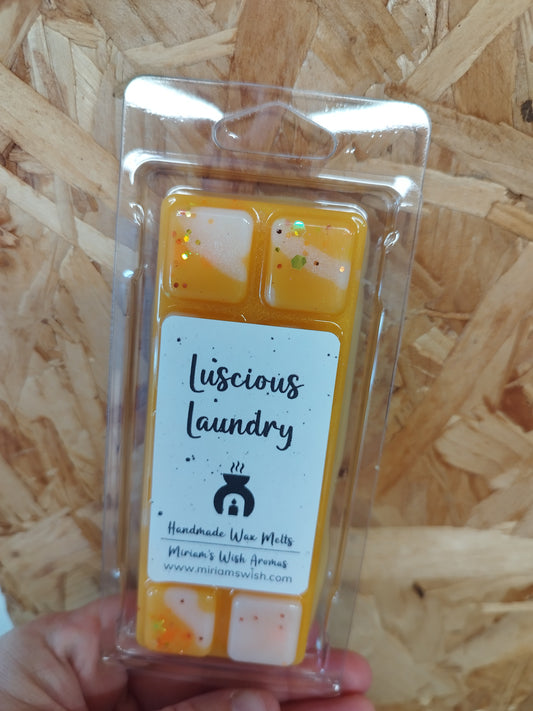 Luscious
Laundry
Handmade Wax Melts
Miriam's Wish Aromas
www.miriamswish.com